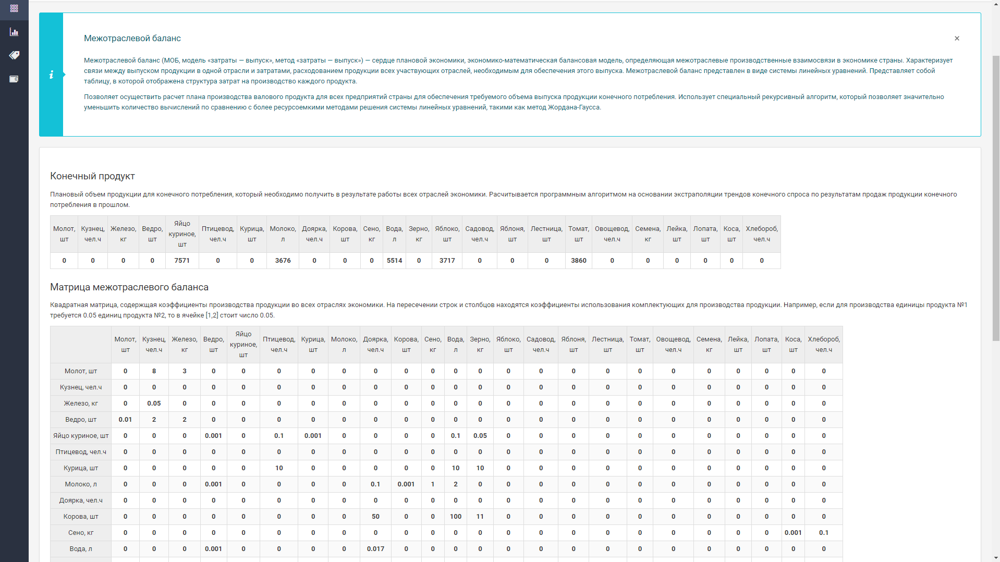 Межотраслевой баланс
×
Межотраслевой баланс (МОБ, модель «затраты — выпуск», метод «затраты — выпуск») — сердце плановой экономики, экономико-математическая балансовая модель, определяющая межотраслевые производственные взаимосвязи в экономике страны. Характеризует
связи между выпуском продукции в одной отрасли и затратами, расходованием продукции всех участвующих отраслей, необходимым для обеспечения этого выпуска. Межотраслевой баланс представлен в виде системы линейных уравнений. Представляет собой
таблицу, в которой отображена структура затрат на производство каждого продукта.
i
Позволяет осуществить расчет плана производства валового продукта для всех предприятий страны для обеспечения требуемого объема выпуска продукции конечного потребления. Использует специальный рекурсивный алгоритм, который позволяет значительно
уменьшить количество вычислений по сравнению с более ресурсоемкими методами решения системы линейных уравнений, такими как метод Жордана-Гаусса.
Конечный продукт
Плановый объем продукции для конечного потребления, который необходимо получить в результате работы всех отраслей экономики. Расчитывается программным алгоритмом на основании экстраполяции трендов конечного спроса по результатам продаж продукции конечного
потребления в прошлом.
Молот, шт Кузнец, чел.ч Железо, кг Ведро, шт Яйцо куриное, шт Птицевод, чел.ч Курица, шт Молоко, л Доярка, чел.ч Корова, шт Сено, кг Вода, л Зерно, кг Яблоко, шт Садовод, чел.ч Яблоня, шт Лестница, шт Томат, шт Овощевод, чел.ч Семена, кг Лейка, шт Лопата, шт Коса, шт Хлебороб, чел.ч
0 0 0 0 7571 0 0 3676 0 0 0 5514 0 3717 0 0 0 3860 0 0 0 0 0 0
Матрица межотраслевого баланса
Квадратная матрица, содержщая коэффициенты производства продукции во всех отраслях экономики. На пересечении строк и столбцов находятся коэффициенты использования комплектующих для производства продукции. Например, если для производства единицы продукта №1
требуется 0.05 единиц продукта №2, то в ячейке [1,2] стоит число 0.05.
Молот, шт Кузнец, чел.ч Железо, кг Ведро, шт Яйцо куриное, шт Птицевод, чел.ч Курица, шт Молоко, л Доярка, чел.ч Корова, шт Сено, кг Вода, л Зерно, кг Яблоко, шт Садовод, чел.ч Яблоня, шт Лестница, шт Томат, шт Овощевод, чел.ч Семена, кг Лейка, шт Лопата, шт Коса, шт Хлебороб, чел.ч
Молот, шт 0 8 3 0 0 0 0 0 0 0 0 0 0 0 0 0 0 0 0 0 0 0 0 0
Кузнец, чел.ч 0 0 0 0 0 0 0 0 0 0 0 0 0 0 0 0 0 0 0 0 0 0 0 0
Железо, кг 0 0.05 0 0 0 0 0 0 0 0 0 0 0 0 0 0 0 0 0 0 0 0 0 0
Ведро, шт 0.01 2 2 0 0 0 0 0 0 0 0 0 0 0 0 0 0 0 0 0 0 0 0 0
Яйцо куриное, шт 0 0 0 0.001 0 0.1 0.001 0 0 0 0 0.1 0.05 0 0 0 0 0 0 0 0 0 0 0
Птицевод, чел.ч 0 0 0 0 0 0 0 0 0 0 0 0 0 0 0 0 0 0 0 0 0 0 0 0
Курица, шт 0 0 0 0 0 10 0 0 0 0 0 10 10 0 0 0 0 0 0 0 0 0 0 0
Молоко, л 0 0 0 0.001 0 0 0 0 0.1 0.001 1 2 0 0 0 0 0 0 0 0 0 0 0 0
Доярка, чел.ч 0 0 0 0 0 0 0 0 0 0 0 0 0 0 0 0 0 0 0 0 0 0 0 0
Корова, шт 0 0 0 0 0 0 0 0 50 0 0 100 11 0 0 0 0 0 0 0 0 0 0 0
Сено, кг 0 0 0 0 0 0 0 0 0 0 0 0 0 0 0 0 0 0 0 0 0 0 0.001 0.1
Вода, л 0 0 0 0.001 0 0 0 0 0.017 0 0 0 0 0 0 0 0 0 0 0 0 0 0 0